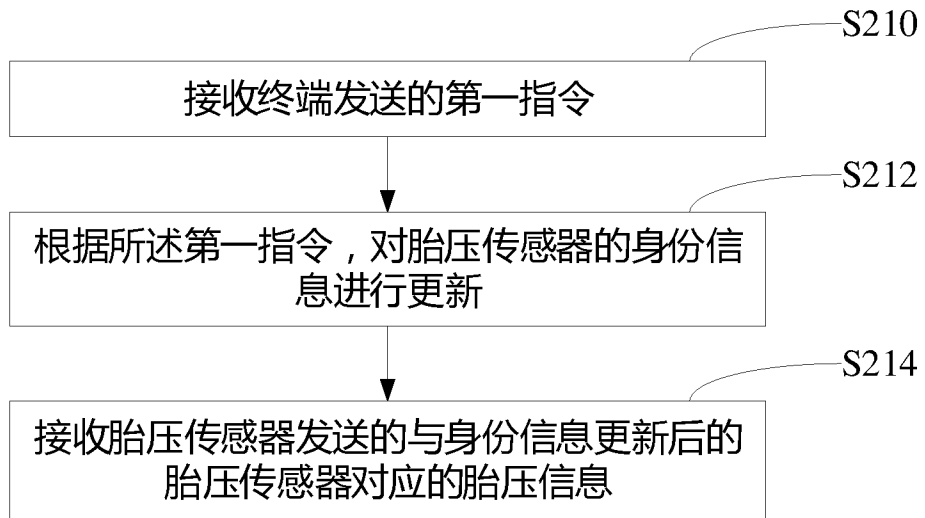 S210
接收终端发送的第一指令
S212
根据所述第一指令，对胎压传感器的身份信
息进行更新
S214
接收胎压传感器发送的与身份信息更新后的
胎压传感器对应的胎压信息